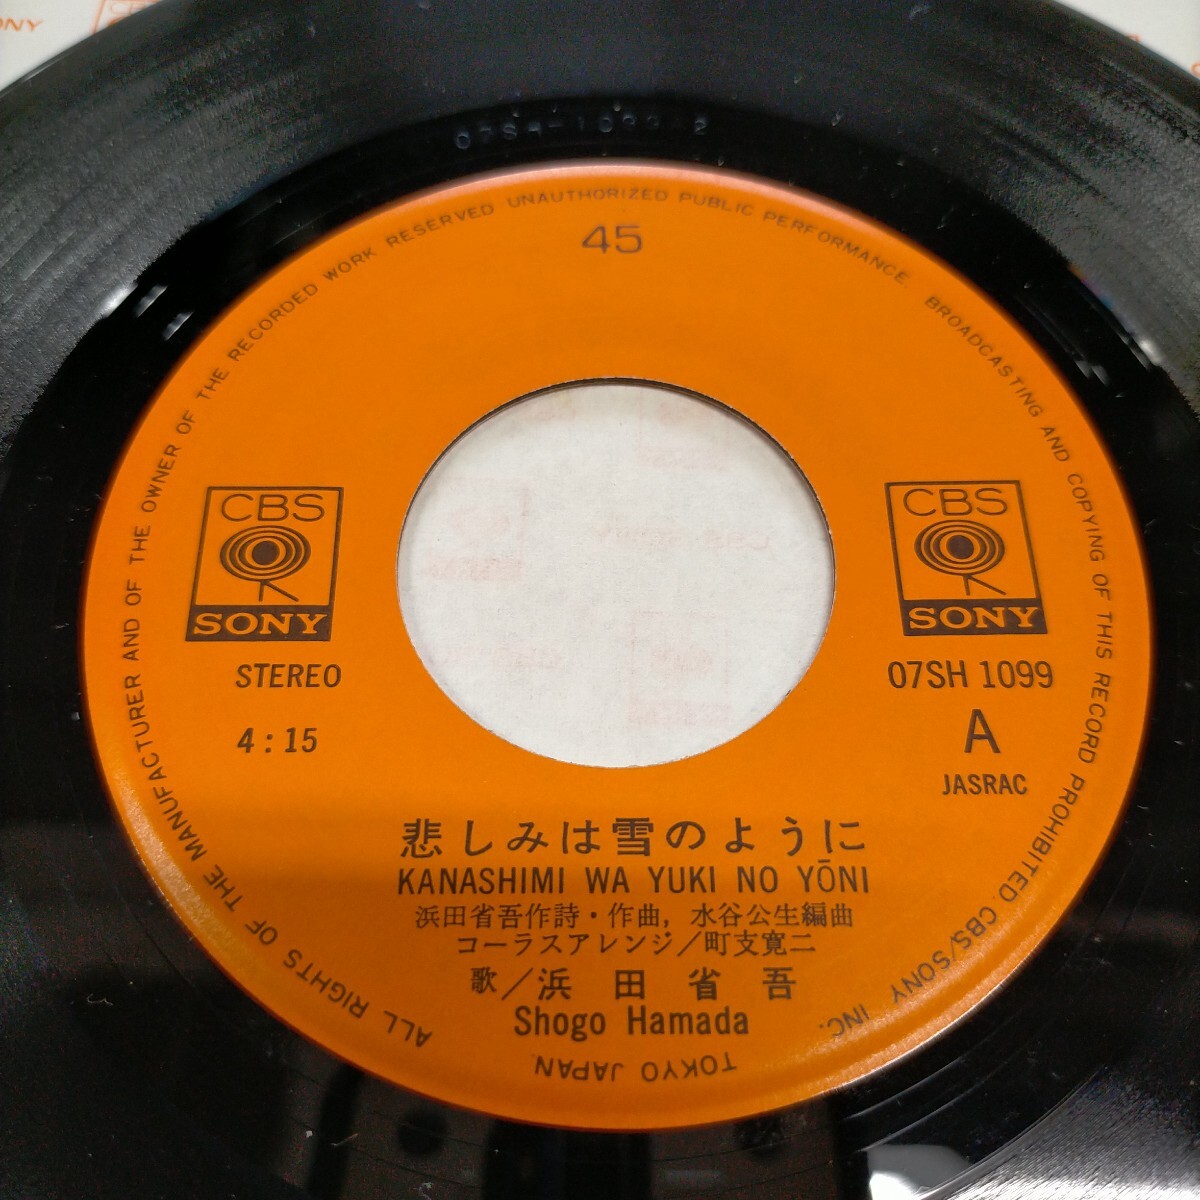 45
ALL RIGHTS OF THE MANUFACTURER AND OF THE OWNER OF THE RECORDED WORK RESERVED UNAUTHORIZED PUBLIC PERFORMANCE. BROADCASTING AND COPYING OF THIS RECORD PROHIBITED CBS/SONY INC.
TOKYO JAPAN
CBS
SONY
STEREO
4:15
CBS
SONY
07SH 1099
A
JASRAC
悲しみは雪のように
KANASHIMI WA YUKI NO YŌNI
浜田省吾作詩・作曲, 水谷公生編曲
コーラスアレンジ/町支寛二
歌/浜田省吾
Shogo Hamada